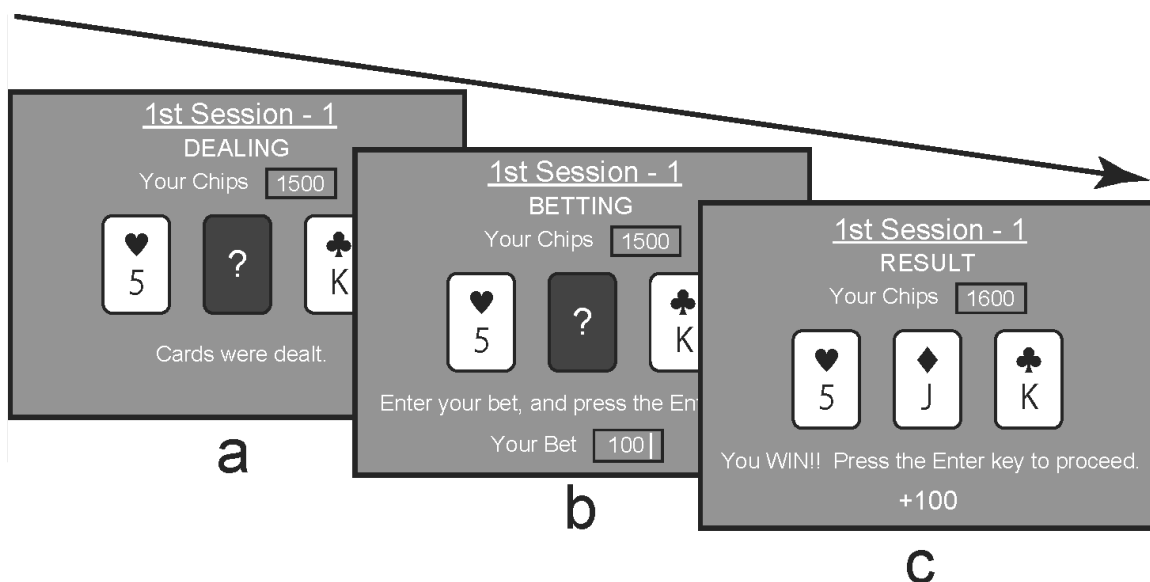 1st Session - 1
DEALING
Your Chips 1500
♥ ? ♣
5 K
Cards were dealt.
a
1st Session - 1
BETTING
Your Chips 1500
♥ ? ♣
5 K
Enter your bet, and press the Ent
Your Bet 100
b
1st Session - 1
RESULT
Your Chips 1600
♥ ♦ ♣
5 J K
You WIN!! Press the Enter key to proceed.
+100
c